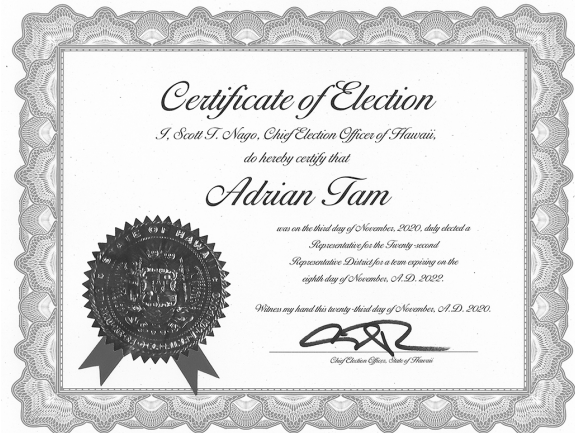 Certificate of Election
I, Scott T. Nago, Chief Election Officer of Hawaii,
do hereby certify that
Adrian Tam
was on the third day of November, 2020, duly elected a
Representative for the Twenty-second
Representative District for a term expiring on the
eighth day of November, A.D. 2022.
Witness my hand this twenty-third day of November, A.D. 2020.
Chief Election Officer, State of Hawaii